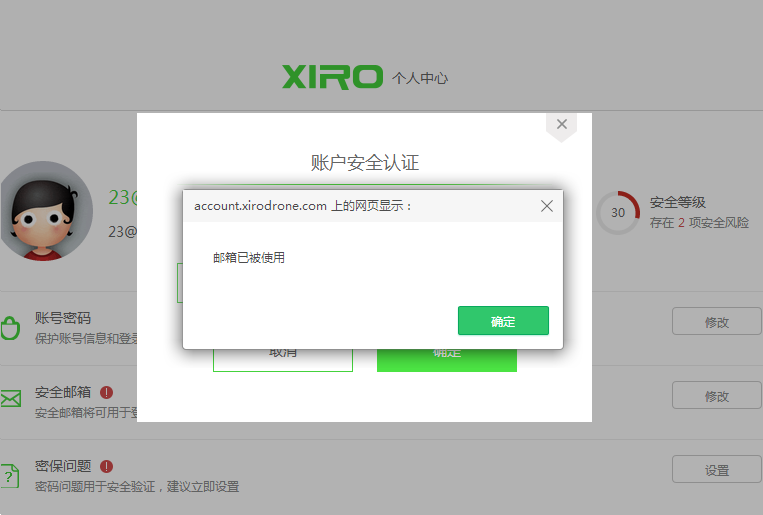 XIRO 个人中心
账户安全认证
account.xirodrone.com 上的网页显示：
邮箱已被使用
确定
取消
确定
23@
23@
30
安全等级
存在 2 项安全风险
账号密码
保护账号信息和登录
修改
安全邮箱
安全邮箱将可用于登
修改
密保问题
密码问题用于安全验证，建议立即设置
设置